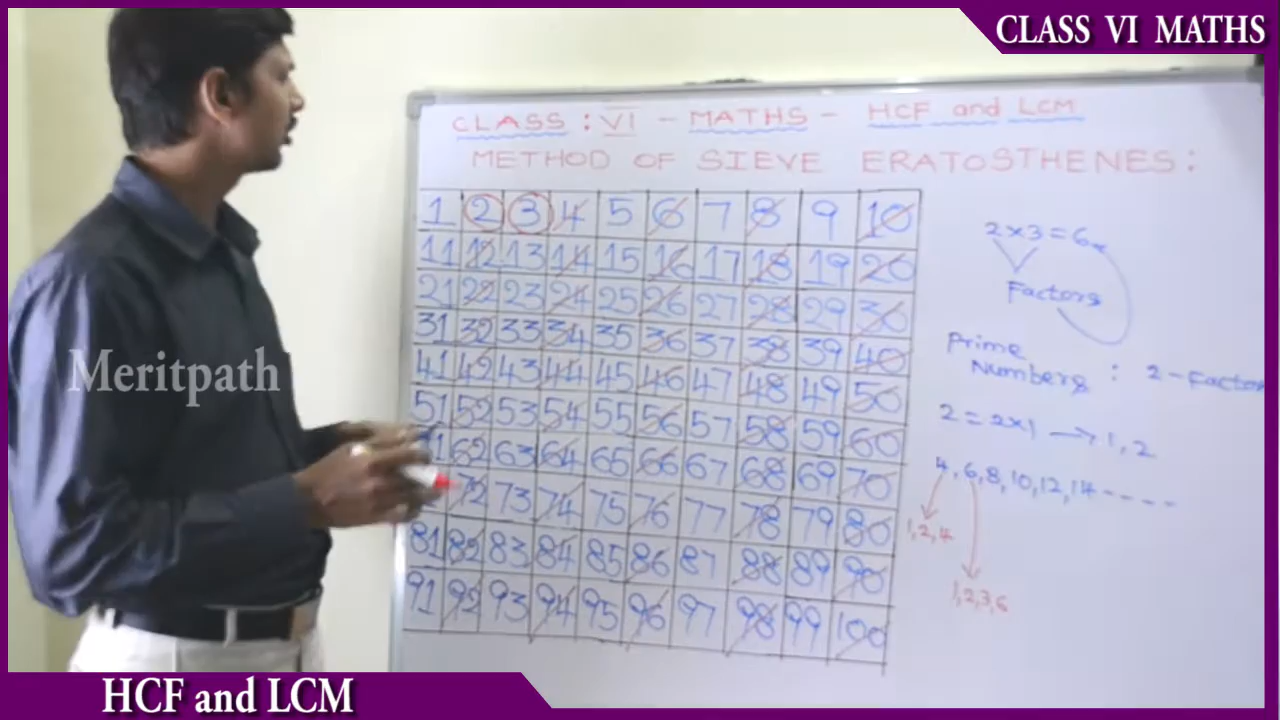 CLASS VI MATHS
CLASS : VI - MATHS - HCF and LCM
METHOD OF SIEVE ERATOSTHENES :
1 2 3 4 5 6 7 8 9 10
11 12 13 14 15 16 17 18 19 20
21 22 23 24 25 26 27 28 29 30
31 32 33 34 35 36 37 38 39 40
41 42 43 44 45 46 47 48 49 50
51 52 53 54 55 56 57 58 59 60
62 63 64 65 66 67 68 69 70
72 73 74 75 76 77 78 79 80
81 82 83 84 85 86 87 88 89 90
91 92 93 94 95 96 97 98 99 100
2 × 3 = 6
Factors
Prime
Numbers : 2 - Factor
2 = 2×1 → 1, 2
4, 6, 8, 10, 12, 14 - - - - -
1, 2, 4
1, 2, 3, 6
Meritpath
HCF and LCM